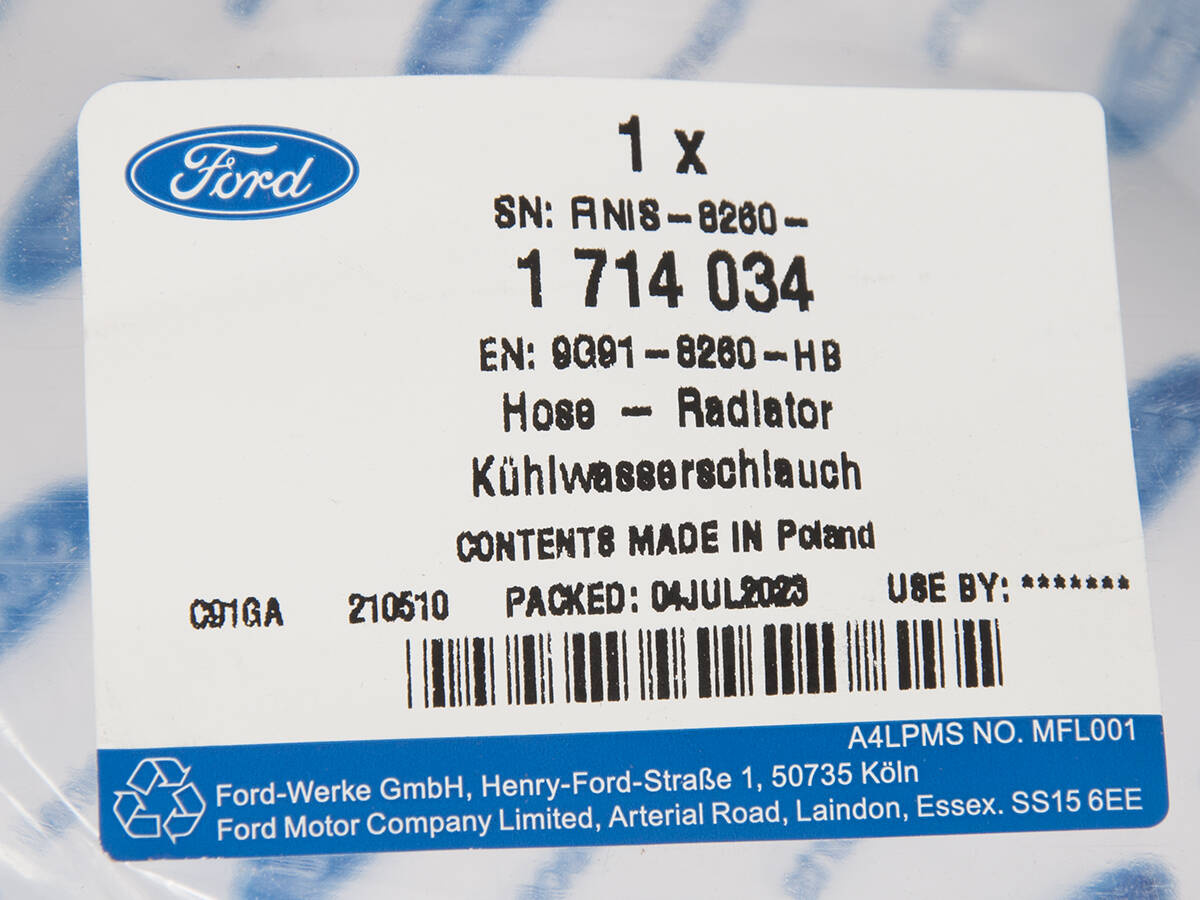 Ford
1 x
SN: ANIS-8260-
1 714 034
EN: 9G91-8260-HB
Hose - Radiator
Kühlwasserschlauch
CONTENTS MADE IN Poland
C91GA 210510 PACKED: 04JUL2023 USE BY: *******
A4LPMS NO. MFL001
Ford-Werke GmbH, Henry-Ford-Straße 1, 50735 Köln
Ford Motor Company Limited, Arterial Road, Laindon, Essex. SS15 6EE